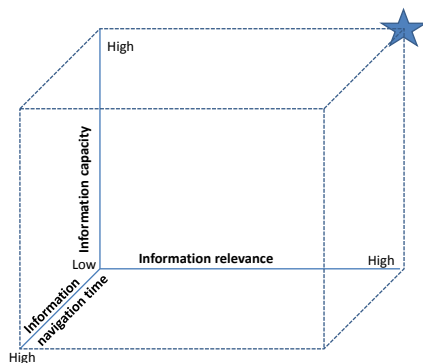 High
Information capacity
Low
Information relevance
High
Information
navigation time
High